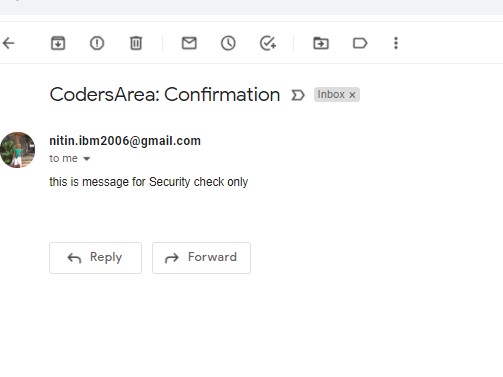 CodersArea: Confirmation Inbox ×
nitin.ibm2006@gmail.com
to me
this is message for Security check only
Reply Forward